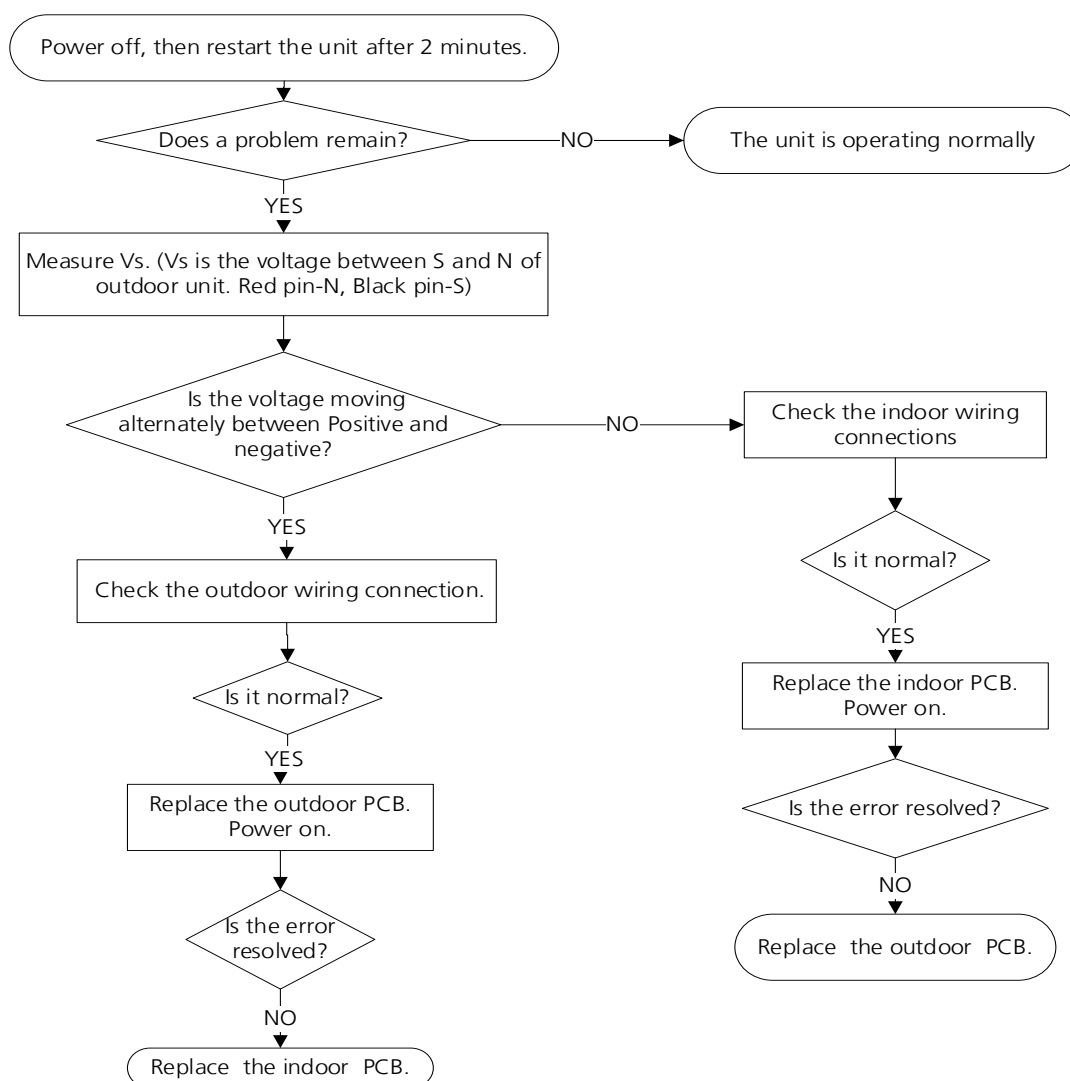 Power off, then restart the unit after 2 minutes.
Does a problem remain?
NO
The unit is operating normally
YES
Measure Vs. (Vs is the voltage between S and N of
outdoor unit. Red pin-N, Black pin-S)
Is the voltage moving
alternately between Positive and
negative?
NO
Check the indoor wiring
connections
YES
Is it normal?
Check the outdoor wiring connection.
YES
Is it normal?
Replace the indoor PCB.
Power on.
YES
Is the error resolved?
Replace the outdoor PCB.
Power on.
NO
Is the error
resolved?
Replace the outdoor PCB.
NO
Replace the indoor PCB.